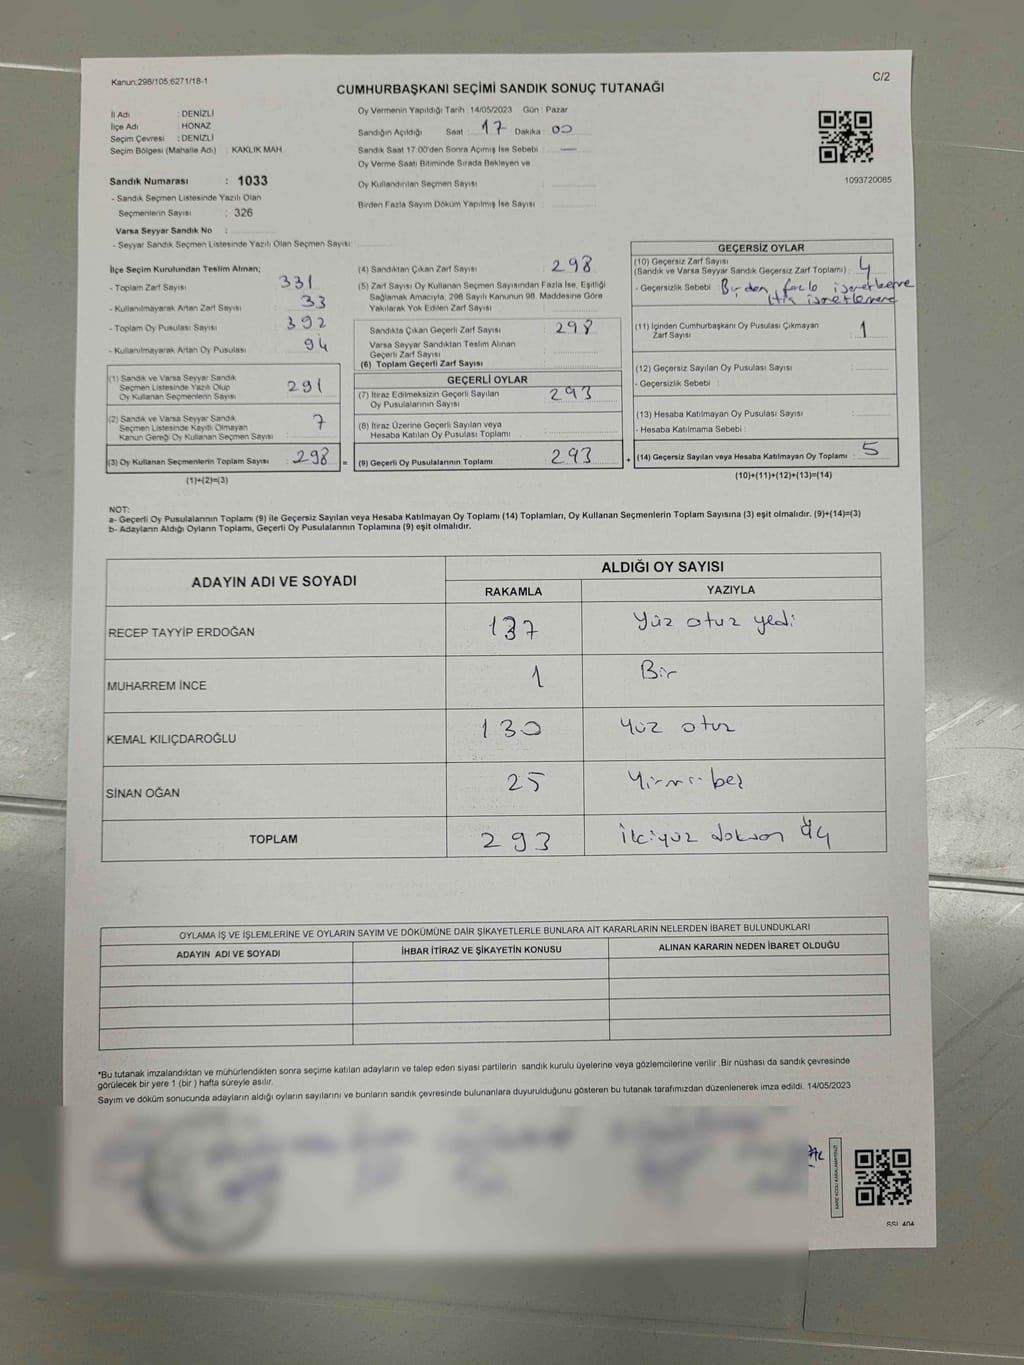 Kanun:298/105,6271/18-1
C/2
CUMHURBAŞKANI SEÇİMİ SANDIK SONUÇ TUTANAĞI
İl Adı : DENİZLİ
İlçe Adı : HONAZ
Seçim Çevresi : DENİZLİ
Seçim Bölgesi (Mahalle Adı) : KAKLIK MAH.
Sandık Numarası : 1033
- Sandık Seçmen Listesinde Yazılı Olan
Seçmenlerin Sayısı : 326
Varsa Seyyar Sandık No :
- Seyyar Sandık Seçmen Listesinde Yazılı Olan Seçmen Sayısı:
Oy Vermenin Yapıldığı Tarih :14/05/2023 Gün : Pazar
Sandığın Açıldığı Saat : 17 Dakika : 00
Sandık Saat 17:00'den Sonra Açımış İse Sebebi : —
Oy Verme Saati Bitiminde Sırada Bekleyen ve
Oy Kullandırılan Seçmen Sayısı :
Birden Fazla Sayım Döküm Yapılmış İse Sayısı :
1093720085
İlçe Seçim Kurulundan Teslim Alınan;
- Toplam Zarf Sayısı : 331
- Kullanılmayarak Artan Zarf Sayısı : 33
- Toplam Oy Pusulası Sayısı : 392
- Kullanılmayarak Artan Oy Pusulası : 94
(1) Sandık ve Varsa Seyyar Sandık
Seçmen Listesinde Yazılı Olup
Oy Kullanan Seçmenlerin Sayısı : 291
(2) Sandık ve Varsa Seyyar Sandık
Seçmen Listesinde Kayıtlı Olmayan
Kanun Gereği Oy Kullanan Seçmen Sayısı : 7
(3) Oy Kullanan Seçmenlerin Toplam Sayısı : 298
(1)+(2)=(3)
(4) Sandıktan Çıkan Zarf Sayısı : 298
(5) Zarf Sayısı Oy Kullanan Seçmen Sayısından Fazla İse, Eşitliği
Sağlamak Amacıyla, 298 Sayılı Kanunun 98. Maddesine Göre
Yakılarak Yok Edilen Zarf Sayısı :
Sandıkta Çıkan Geçerli Zarf Sayısı : 298
Varsa Seyyar Sandıktan Teslim Alınan
Geçerli Zarf Sayısı :
(6) Toplam Geçerli Zarf Sayısı :
GEÇERLİ OYLAR
(7) İtiraz Edilmeksizin Geçerli Sayılan
Oy Pusulalarının Sayısı : 293
(8) İtiraz Üzerine Geçerli Sayılan veya
Hesaba Katılan Oy Pusulası Toplamı :
= (9) Geçerli Oy Pusulalarının Toplamı : 293 +
GEÇERSİZ OYLAR
(10) Geçersiz Zarf Sayısı
(Sandık ve Varsa Seyyar Sandık Geçersiz Zarf Toplamı) : 4
- Geçersizlik Sebebi : Birden fazla işaretleme
işaretleme
(11) İçinden Cumhurbaşkanı Oy Pusulası Çıkmayan
Zarf Sayısı : 1
(12) Geçersiz Sayılan Oy Pusulası Sayısı :
- Geçersizlik Sebebi :
(13) Hesaba Katılmayan Oy Pusulası Sayısı :
- Hesaba Katılmama Sebebi :
(14) Geçersiz Sayılan veya Hesaba Katılmayan Oy Toplamı : 5
(10)+(11)+(12)+(13)=(14)
NOT:
a- Geçerli Oy Pusulalarının Toplamı (9) ile Geçersiz Sayılan veya Hesaba Katılmayan Oy Toplamı (14) Toplamları, Oy Kullanan Seçmenlerin Toplam Sayısına (3) eşit olmalıdır. (9)+(14)=(3)
b- Adayların Aldığı Oyların Toplamı, Geçerli Oy Pusulalarının Toplamına (9) eşit olmalıdır.
ADAYIN ADI VE SOYADI
ALDIĞI OY SAYISI
RAKAMLA YAZIYLA
RECEP TAYYİP ERDOĞAN 137 Yüz otuz yedi
MUHARREM İNCE 1 Bir
KEMAL KILIÇDAROĞLU 130 Yüz otuz
SİNAN OĞAN 25 Yirmi beş
TOPLAM 293 İkiyüz doksan üç
OYLAMA İŞ VE İŞLEMLERİNE VE OYLARIN SAYIM VE DÖKÜMÜNE DAİR ŞİKAYETLERLE BUNLARA AİT KARARLARIN NELERDEN İBARET BULUNDUKLARI
ADAYIN ADI VE SOYADI İHBAR İTİRAZ VE ŞİKAYETİN KONUSU ALINAN KARARIN NEDEN İBARET OLDUĞU
*Bu tutanak imzalandıktan ve mühürlendikten sonra seçime katılan adayların ve talep eden siyasi partilerin sandık kurulu üyelerine veya gözlemcilerine verilir .Bir nüshası da sandık çevresinde
görülecek bir yere 1 (bir ) hafta süreyle asılır.
Sayım ve döküm sonucunda adayların aldığı oyların sayılarını ve bunların sandık çevresinde bulunanlara duyurulduğunu gösteren bu tutanak tarafımızdan düzenlenerek imza edildi. 14/05/2023
KARE KODU KARALAMAYINIZ!